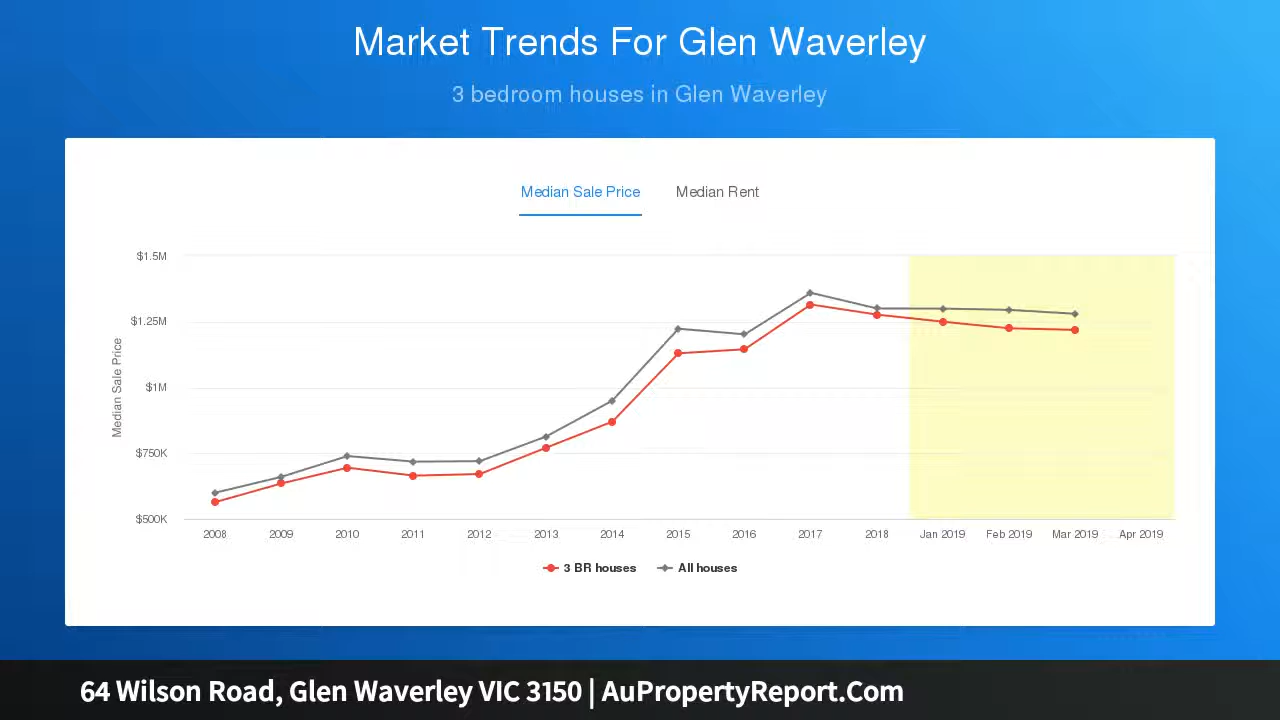 Market Trends For Glen Waverley
3 bedroom houses in Glen Waverley
Median Sale Price Median Rent
$1.5M
$1.25M
$1M
$750K
$500K
Median Sale Price
2008 2009 2010 2011 2012 2013 2014 2015 2016 2017 2018 Jan 2019 Feb 2019 Mar 2019 Apr 2019
3 BR houses All houses
64 Wilson Road, Glen Waverley VIC 3150 | AuPropertyReport.Com